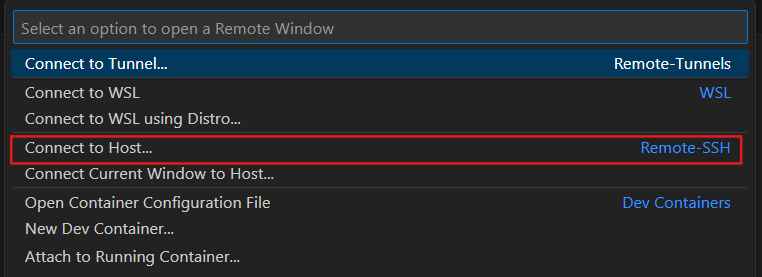 Select an option to open a Remote Window
Connect to Tunnel... Remote-Tunnels
Connect to WSL WSL
Connect to WSL using Distro...
Connect to Host... Remote-SSH
Connect Current Window to Host...
Open Container Configuration File Dev Containers
New Dev Container...
Attach to Running Container...